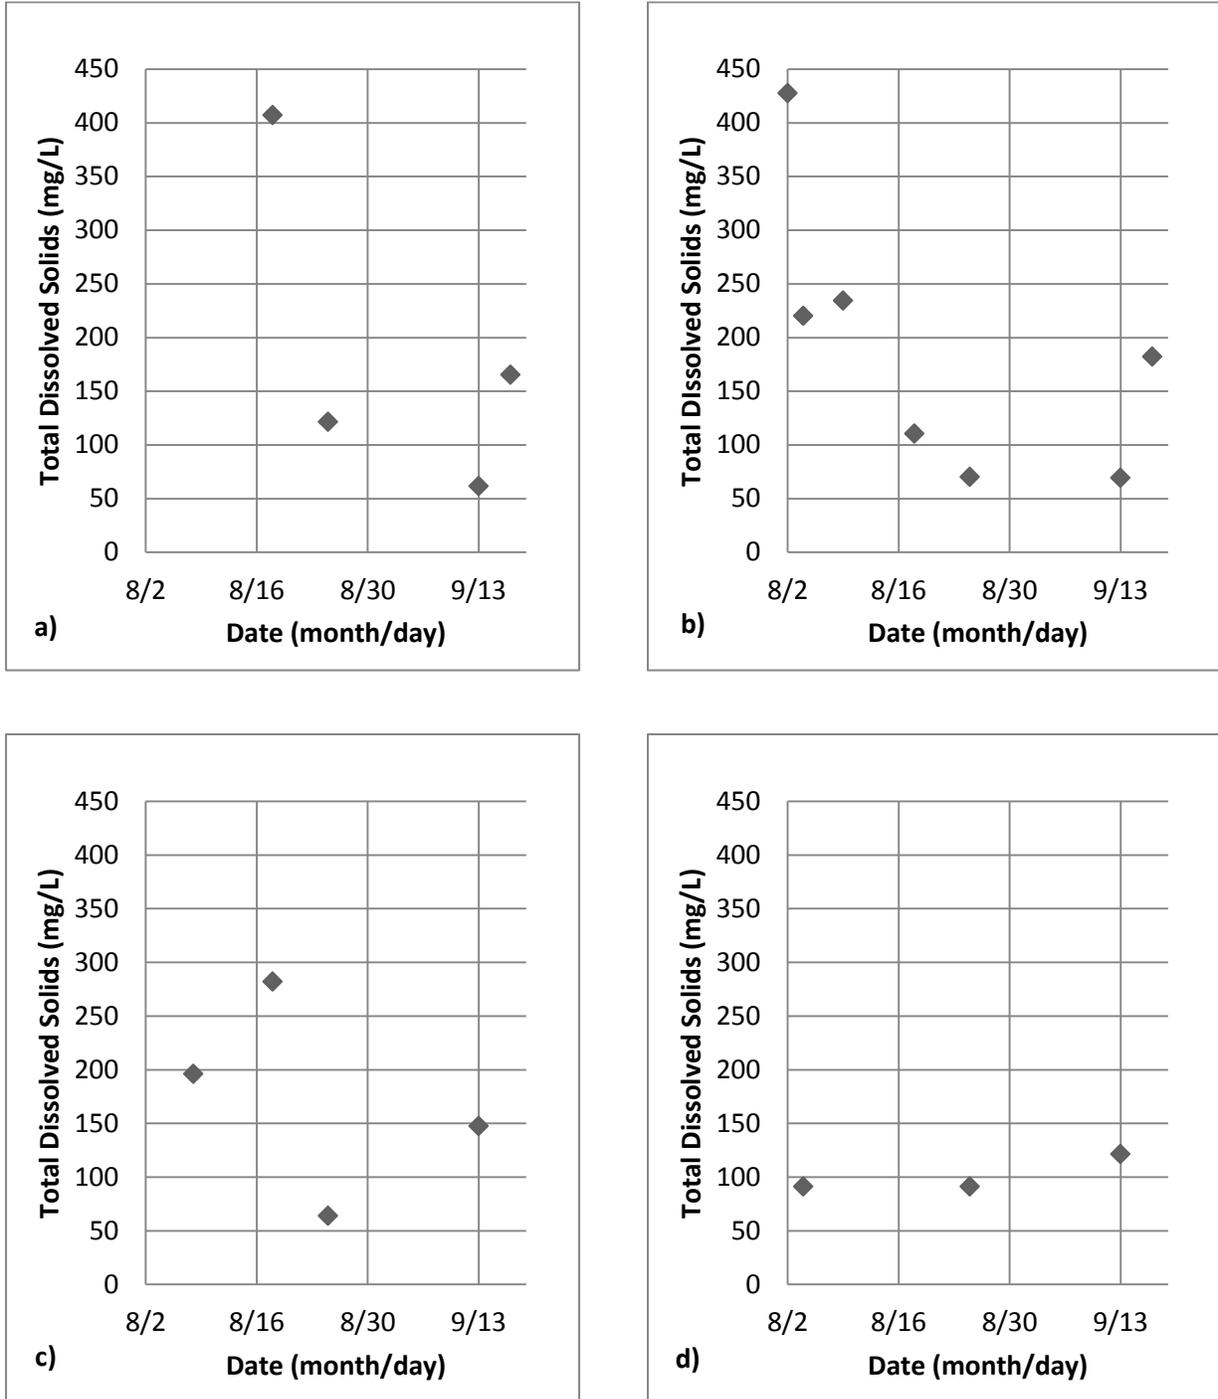 450
400
350
300
250
200
150
100
50
0
Total Dissolved Solids (mg/L)
8/2 8/16 8/30 9/13
Date (month/day)
a)
450
400
350
300
250
200
150
100
50
0
Total DIssolved Solids (mg/L)
8/2 8/16 8/30 9/13
Date (month/day)
b)
450
400
350
300
250
200
150
100
50
0
Total Dissolved Solids (mg/L)
8/2 8/16 8/30 9/13
Date (month/day)
c)
450
400
350
300
250
200
150
100
50
0
Total Dissolved Solids (mg/L)
8/2 8/16 8/30 9/13
Date (month/day)
d)